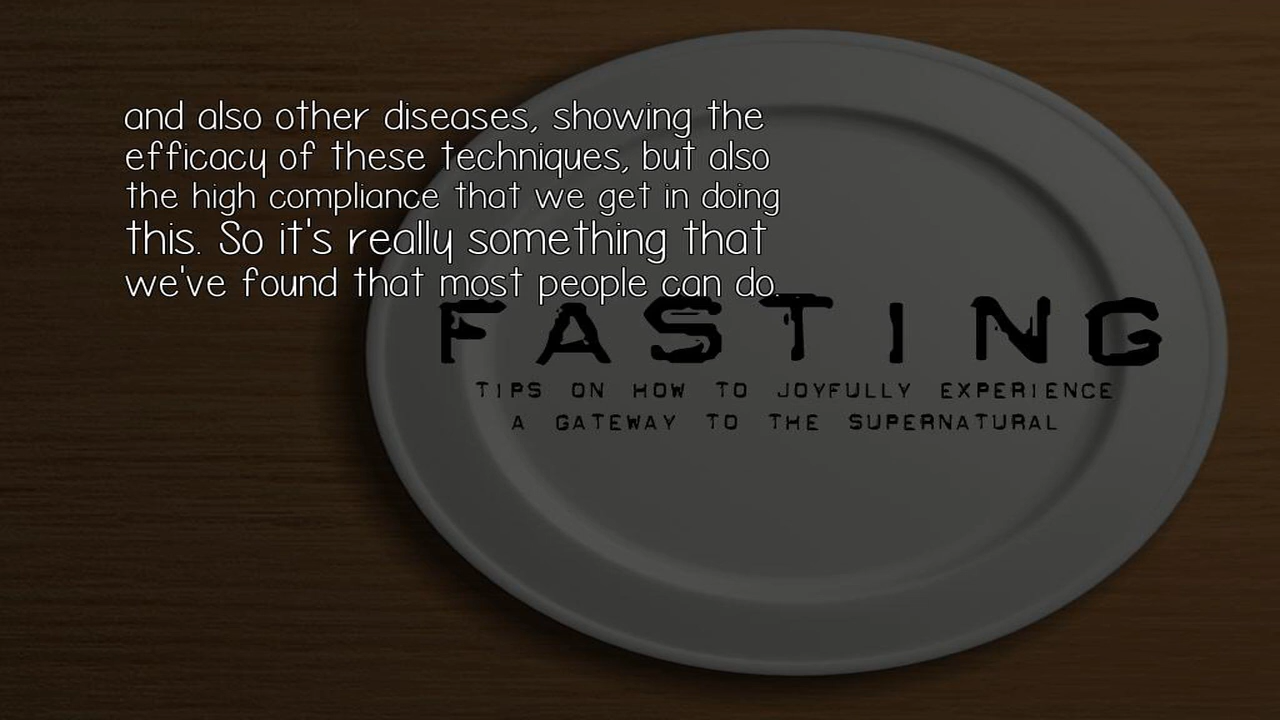 and also other diseases, showing the
efficacy of these techniques, but also
the high compliance that we get in doing
this. So it's really something that
we've found that most people can do.
FASTING
TIPS ON HOW TO JOYFULLY EXPERIENCE
A GATEWAY TO THE SUPERNATURAL